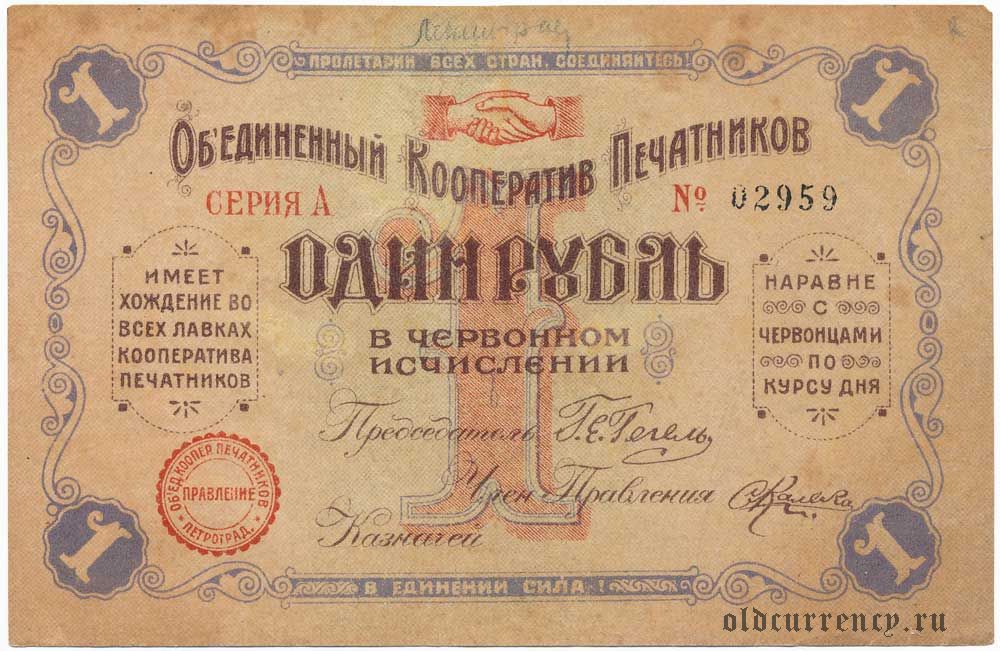 Ленинград
ПРОЛЕТАРИИ ВСЕХ СТРАН, СОЕДИНЯЙТЕСЬ!
1 1
ОБ'ЕДИНЕННЫЙ КООПЕРАТИВ ПЕЧАТНИКОВ
СЕРИЯ А
№ 02959
1
ОДИН РУБЛЬ
В ЧЕРВОННОМ
ИСЧИСЛЕНИИ
ИМЕЕТ
ХОЖДЕНИЕ ВО
ВСЕХ ЛАВКАХ
КООПЕРАТИВА
ПЕЧАТНИКОВ
НАРАВНЕ
С
ЧЕРВОНЦАМИ
ПО
КУРСУ ДНЯ
Председатель Г.Е.Гегель
Член Правления
Казначей
ОБ'ЕД. КООПЕР. ПЕЧАТНИКОВ
ПРАВЛЕНИЕ
ПЕТРОГРАД.
1 1
В ЕДИНЕНИИ СИЛА!
oldcurrency.ru